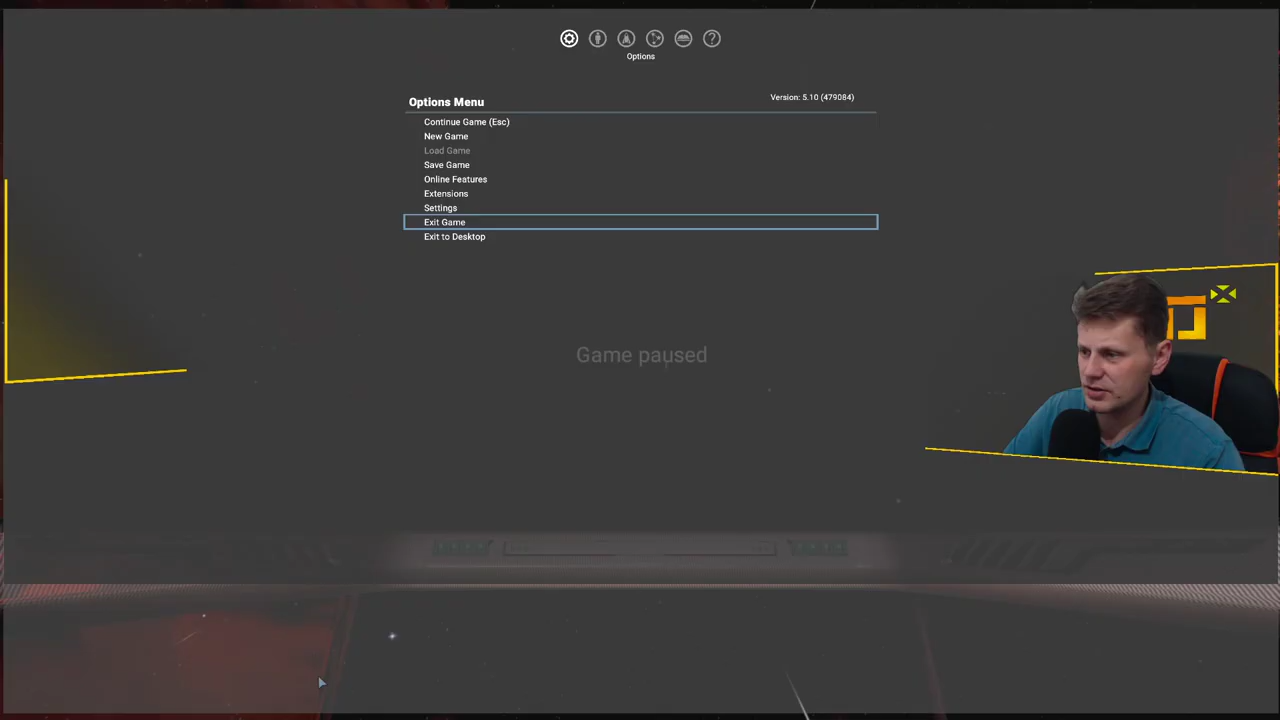 Options
Options Menu
Version: 5.10 (479084)
Continue Game (Esc)
New Game
Load Game
Save Game
Online Features
Extensions
Settings
Exit Game
Exit to Desktop
Game paused